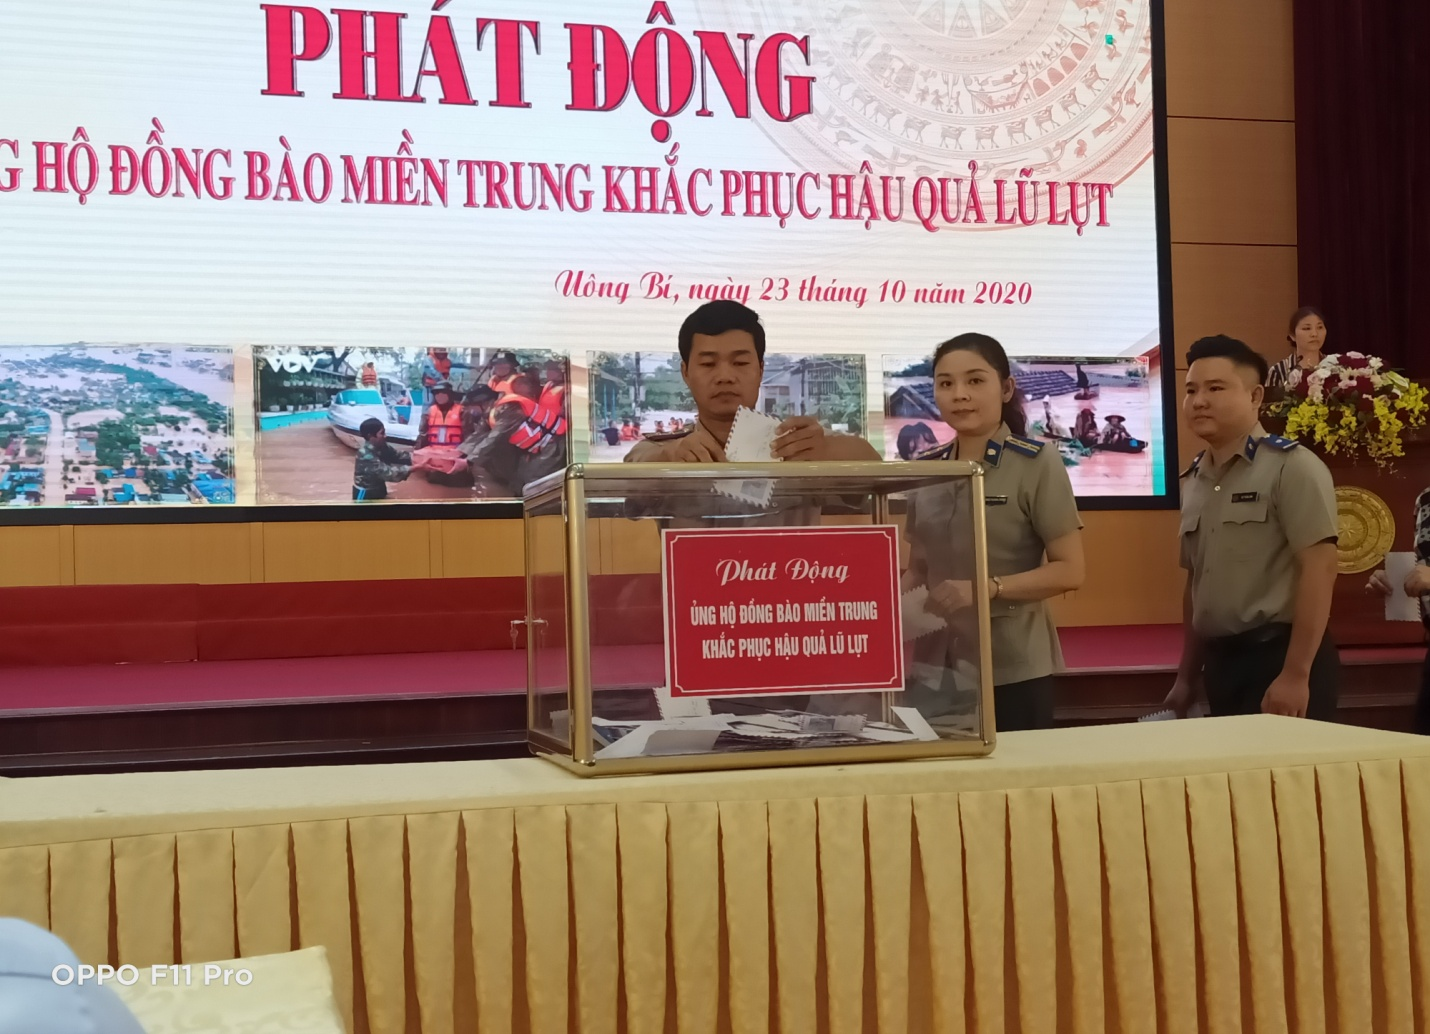 PHÁT ĐỘNG
G HỘ ĐỒNG BÀO MIỀN TRUNG KHẮC PHỤC HẬU QUẢ LŨ LỤT
Uông Bí, ngày 23 tháng 10 năm 2020
VOV
Phát Động
ỦNG HỘ ĐỒNG BÀO MIỀN TRUNG
KHẮC PHỤC HẬU QUẢ LŨ LỤT
OPPO F11 Pro